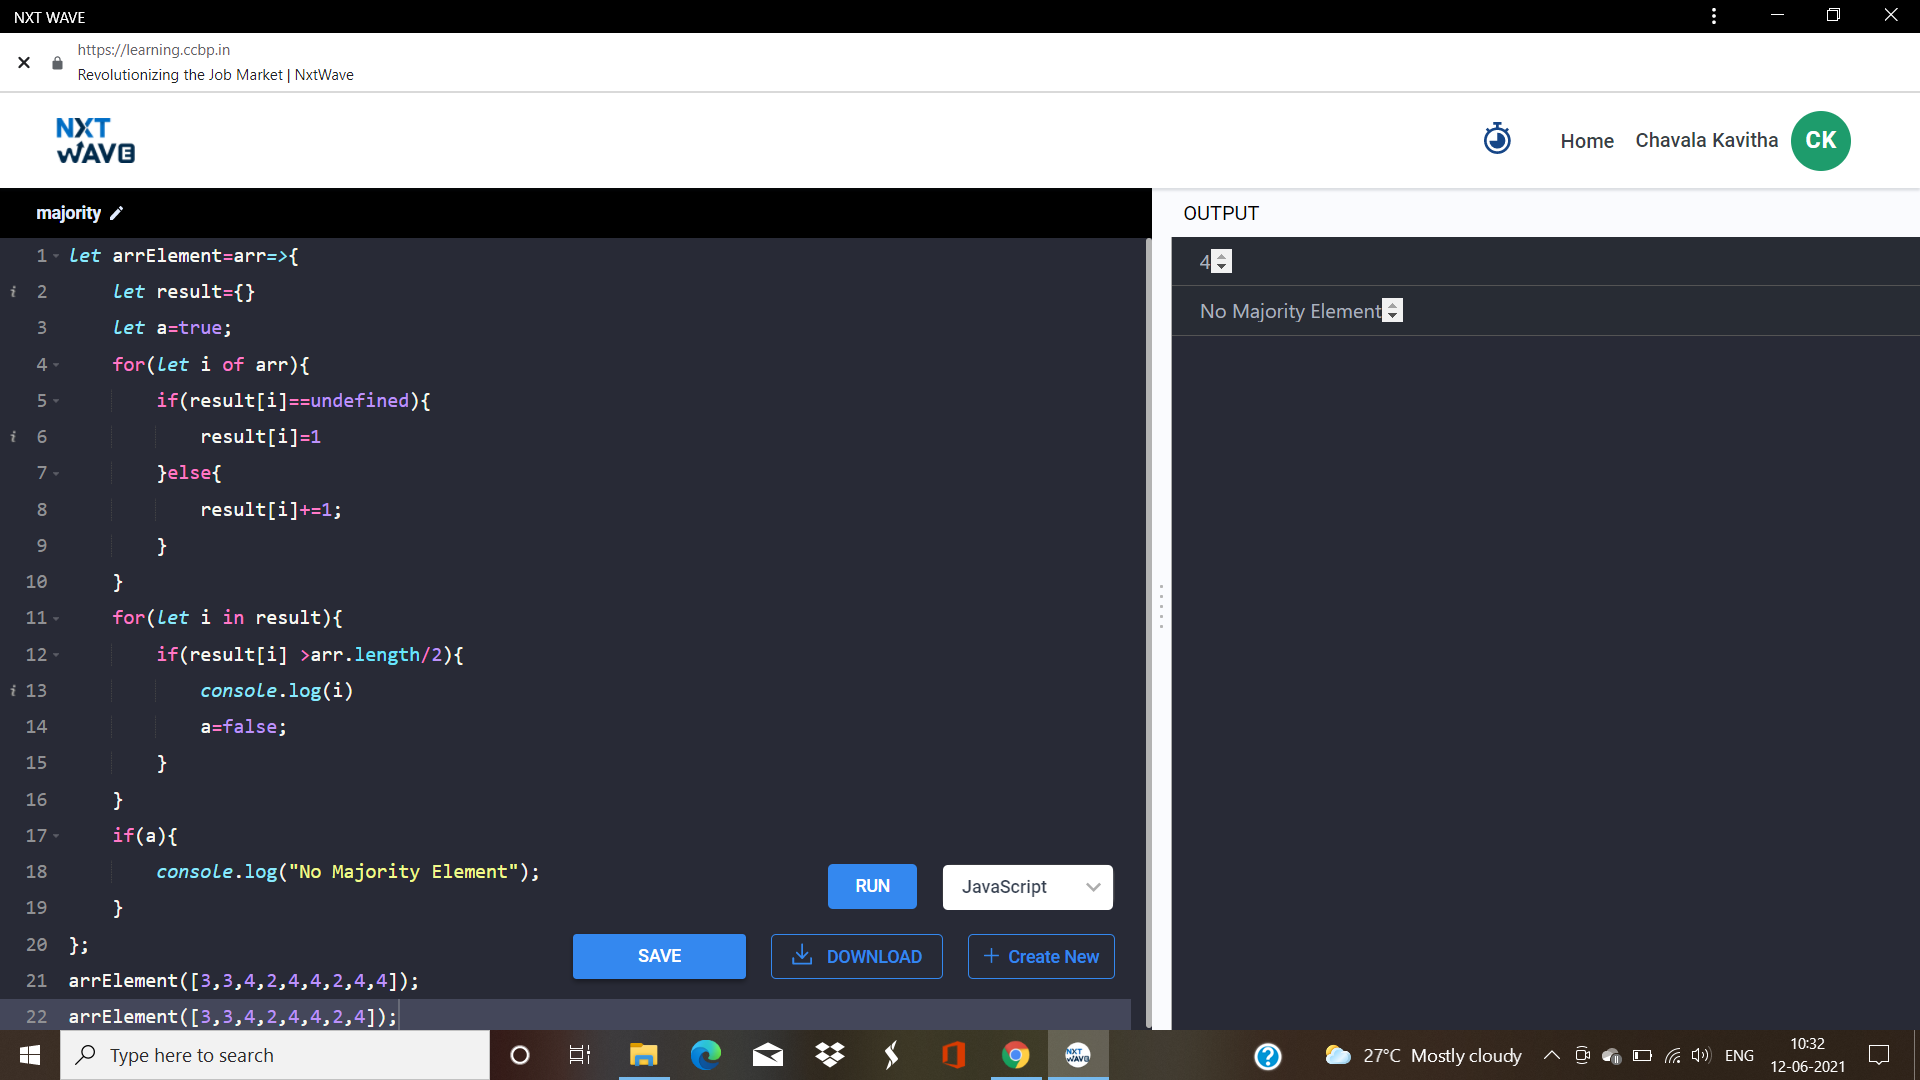 NXT WAVE
https://learning.ccbp.in
Revolutionizing the Job Market | NxtWave
NXT
WAVE
Home
Chavala Kavitha
CK
majority
OUTPUT
1 let arrElement=arr=>{
2 let result={}
3 let a=true;
4 for(let i of arr){
5 if(result[i]==undefined){
6 result[i]=1
7 }else{
8 result[i]+=1;
9 }
10 }
11 for(let i in result){
12 if(result[i] >arr.length/2){
13 console.log(i)
14 a=false;
15 }
16 }
17 if(a){
18 console.log("No Majority Element");
19 }
20 };
21 arrElement([3,3,4,2,4,4,2,4,4]);
22 arrElement([3,3,4,2,4,4,2,4]);
RUN
JavaScript
SAVE
DOWNLOAD
+ Create New
4
No Majority Element
Type here to search
NXT
WAVE
27°C Mostly cloudy
ENG
10:32
12-06-2021